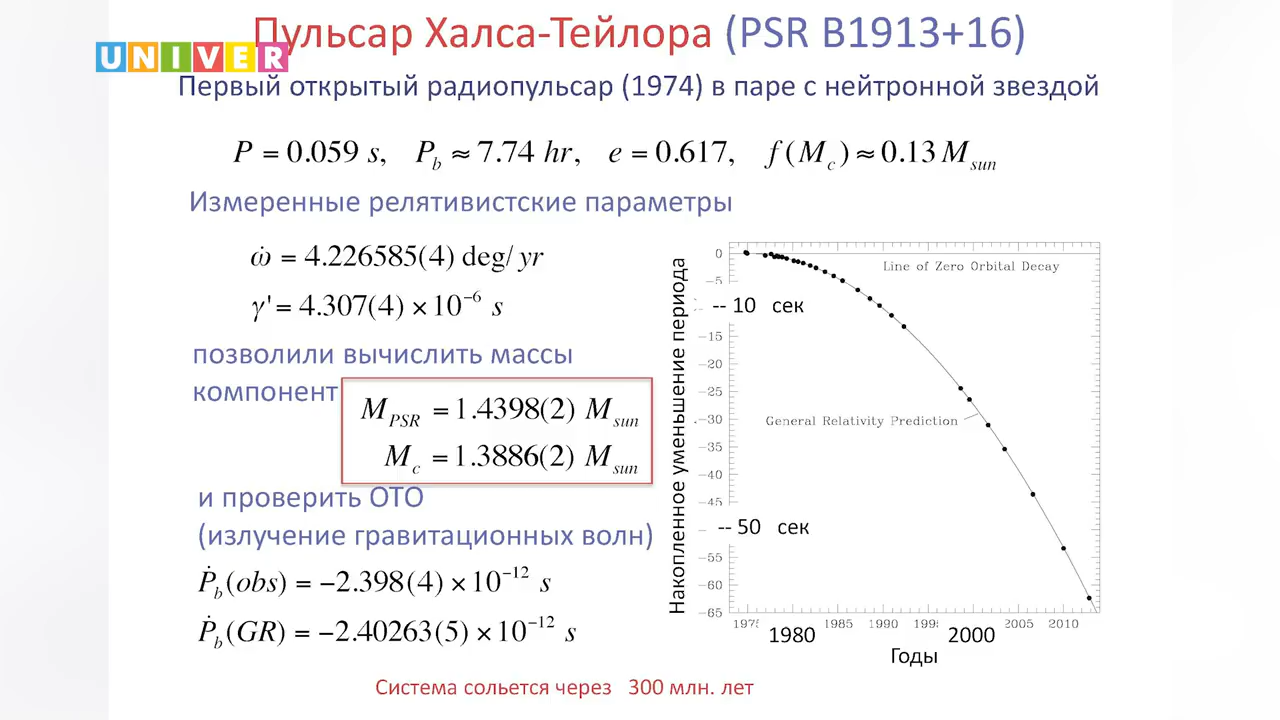 Пульсар Халса-Тейлора (PSR B1913+16)
UNIVER
Первый открытый радиопульсар (1974) в паре с нейтронной звездой
P = 0.059 s, P_b ≈ 7.74 hr, e = 0.617, f(M_c) ≈ 0.13 M_sun
Измеренные релятивистские параметры
ω̇ = 4.226585(4) deg/ yr
γ' = 4.307(4) × 10⁻⁶ s
позволили вычислить массы
компонент
M_PSR = 1.4398(2) M_sun
M_c = 1.3886(2) M_sun
и проверить ОТО
(излучение гравитационных волн)
Ṗ_b(obs) = −2.398(4) × 10⁻¹² s
Ṗ_b(GR) = −2.40263(5) × 10⁻¹² s
Накопленное уменьшение периода
0
−5
-- 10 сек
−15
−20
−25
−30
−35
−40
−45
-- 50 сек
−55
−60
−65
Line of Zero Orbital Decay
General Relativity Prediction
1975 1980 1985 1990 1995 2000 2005 2010
Годы
Система сольется через 300 млн. лет